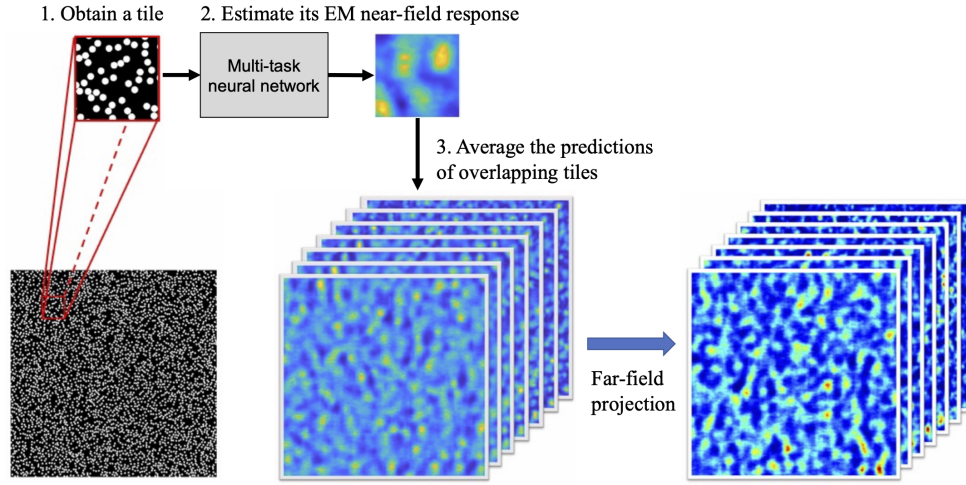 1. Obtain a tile
2. Estimate its EM near-field response
Multi-task
neural network
3. Average the predictions
of overlapping tiles
Far-field
projection